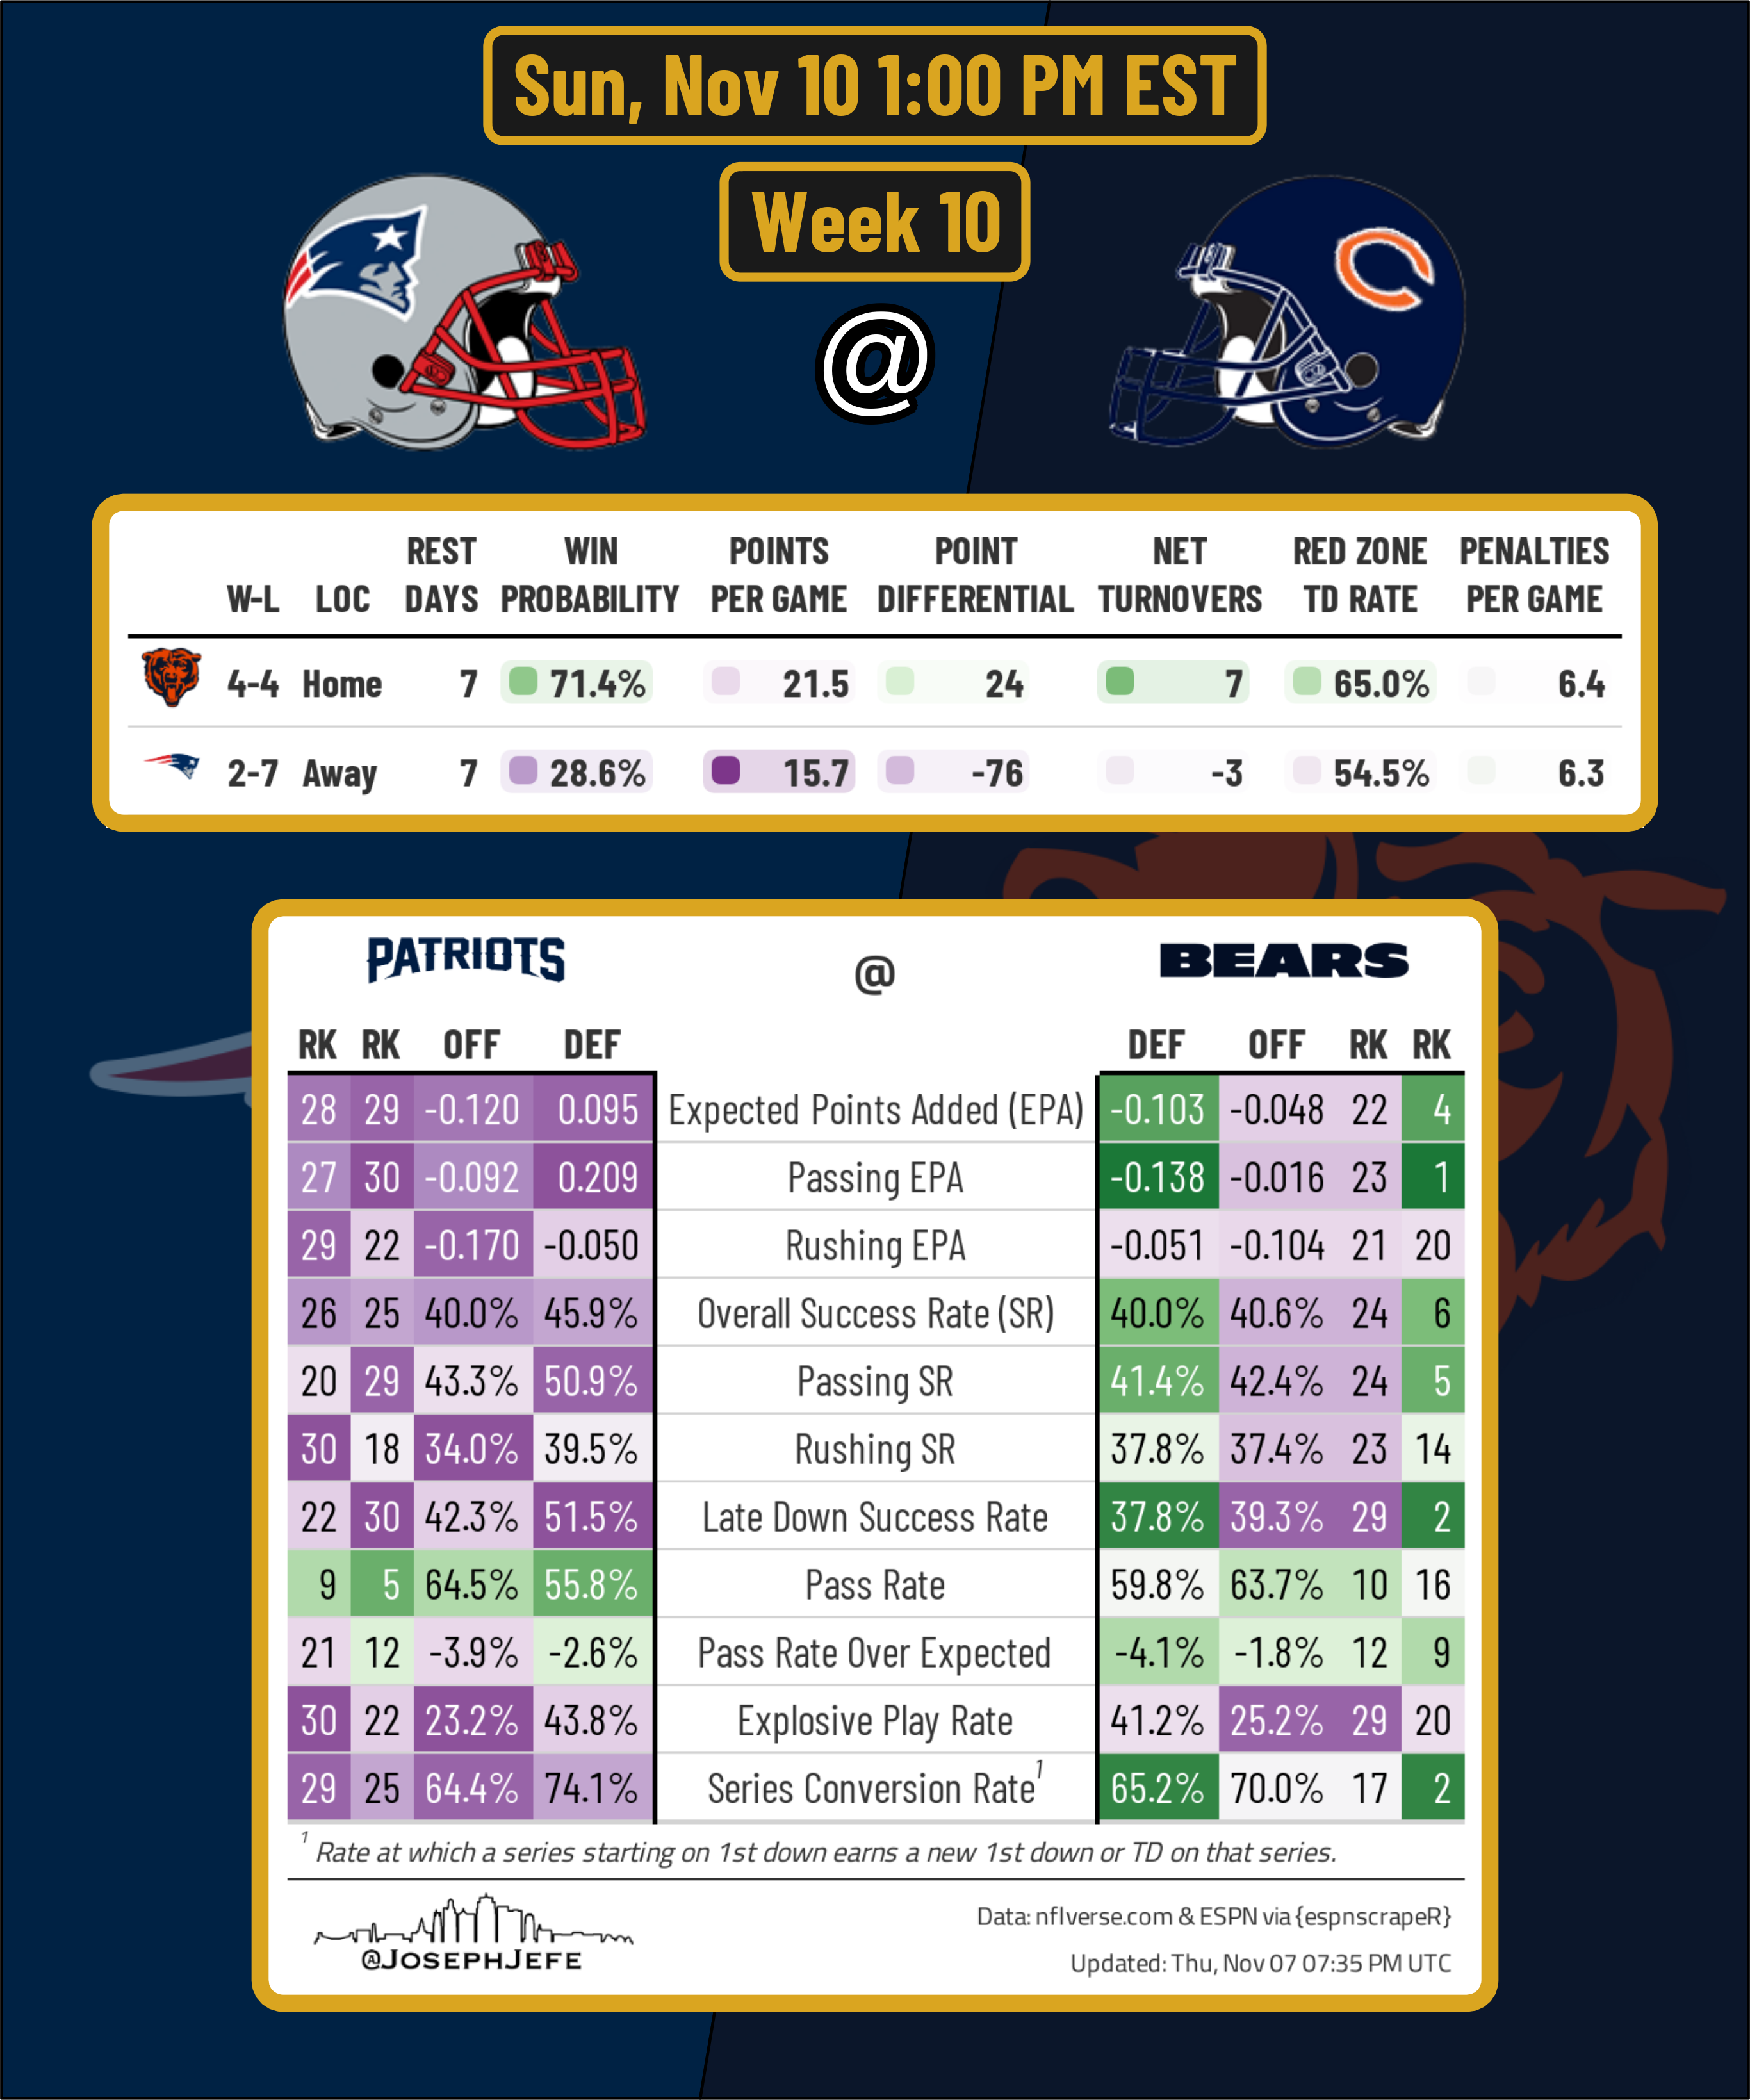 Sun, Nov 10 1:00 PM EST
Week 10
@
W-L LOC REST DAYS WIN PROBABILITY POINTS PER GAME POINT DIFFERENTIAL NET TURNOVERS RED ZONE TD RATE PENALTIES PER GAME
4-4 Home 7 71.4% 21.5 24 7 65.0% 6.4
2-7 Away 7 28.6% 15.7 -76 -3 54.5% 6.3
PATRIOTS @ BEARS
RK RK OFF DEF DEF OFF RK RK
28 29 -0.120 0.095 Expected Points Added (EPA) -0.103 -0.048 22 4
27 30 -0.092 0.209 Passing EPA -0.138 -0.016 23 1
29 22 -0.170 -0.050 Rushing EPA -0.051 -0.104 21 20
26 25 40.0% 45.9% Overall Success Rate (SR) 40.0% 40.6% 24 6
20 29 43.3% 50.9% Passing SR 41.4% 42.4% 24 5
30 18 34.0% 39.5% Rushing SR 37.8% 37.4% 23 14
22 30 42.3% 51.5% Late Down Success Rate 37.8% 39.3% 29 2
9 5 64.5% 55.8% Pass Rate 59.8% 63.7% 10 16
21 12 -3.9% -2.6% Pass Rate Over Expected -4.1% -1.8% 12 9
30 22 23.2% 43.8% Explosive Play Rate 41.2% 25.2% 29 20
29 25 64.4% 74.1% Series Conversion Rate¹ 65.2% 70.0% 17 2
¹ Rate at which a series starting on 1st down earns a new 1st down or TD on that series.
@JOSEPHJEFE
Data: nflverse.com & ESPN via {espnscrapeR}
Updated: Thu, Nov 07 07:35 PM UTC